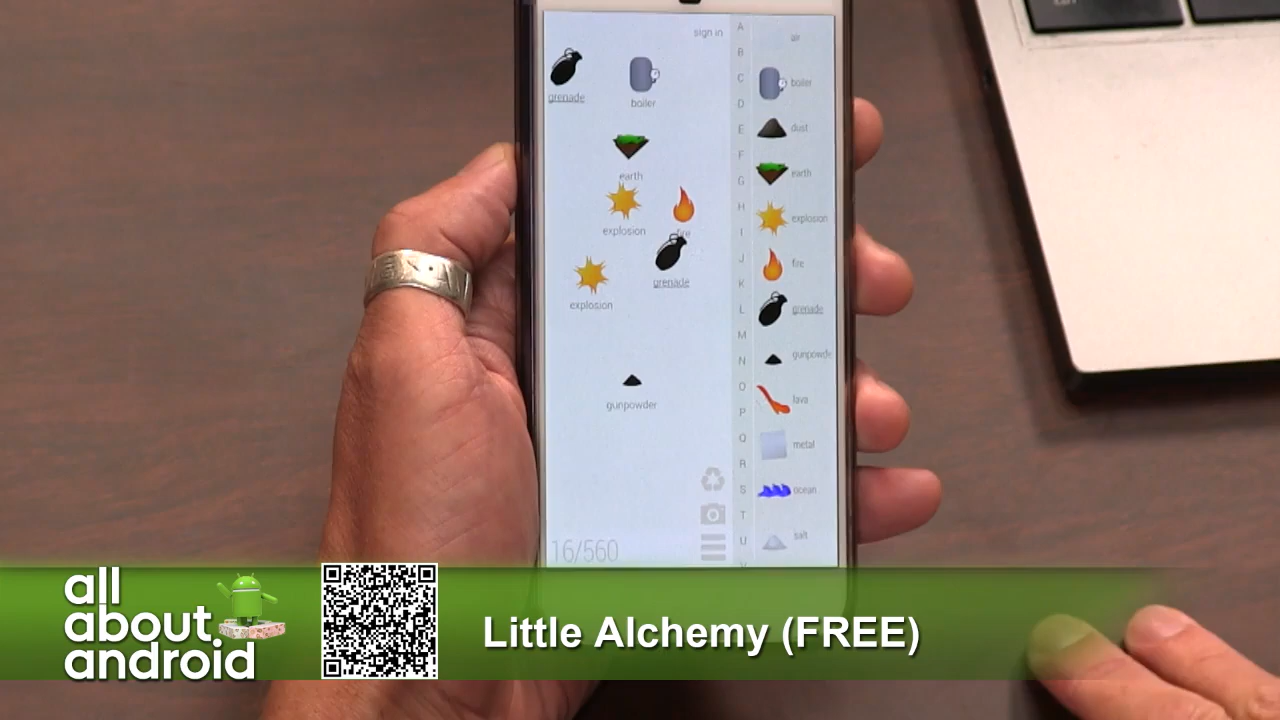 sign in
grenade
boiler
earth
explosion
fire
grenade
explosion
gunpowder
16/560
A
B
C
D
E
F
G
H
I
J
K
L
M
N
O
P
Q
R
S
T
U
air
boiler
dust
earth
explosion
fire
grenade
gunpowde
lava
metal
ocean
salt
all
about
android
Little Alchemy (FREE)